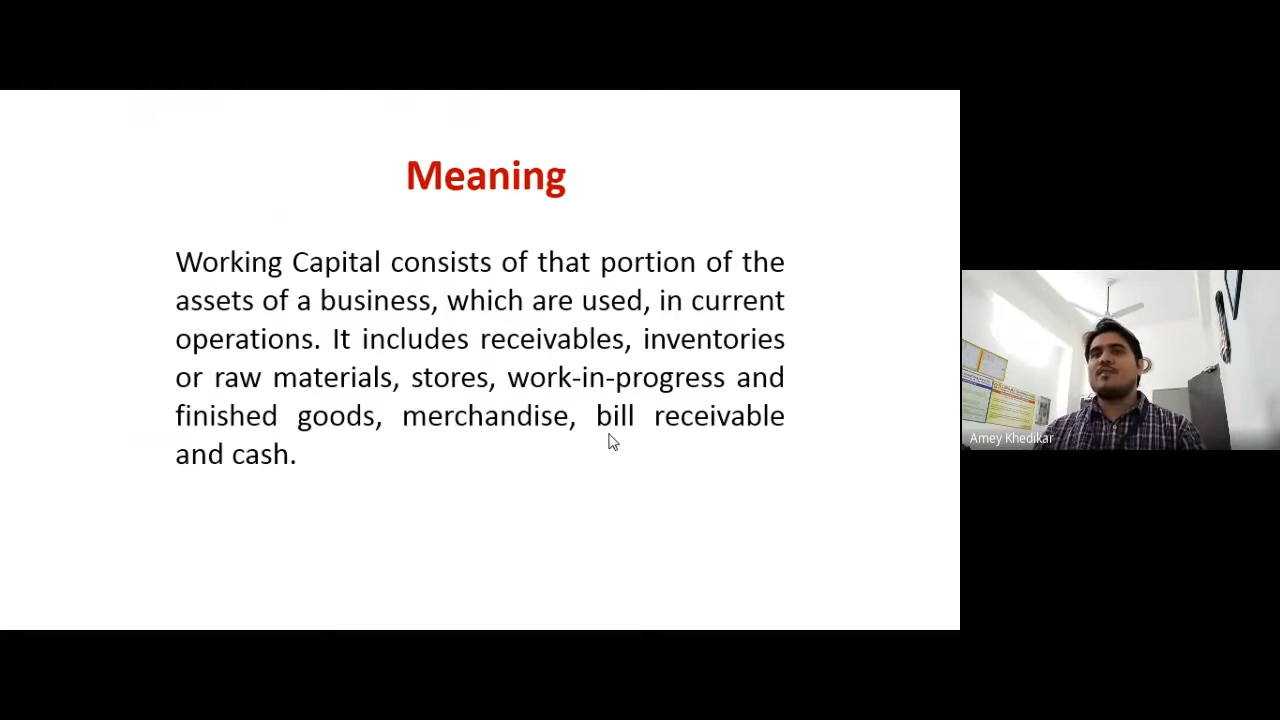 Meaning
Working Capital consists of that portion of the
assets of a business, which are used, in current
operations. It includes receivables, inventories
or raw materials, stores, work-in-progress and
finished goods, merchandise, bill receivable
and cash.
Amey Khedikar